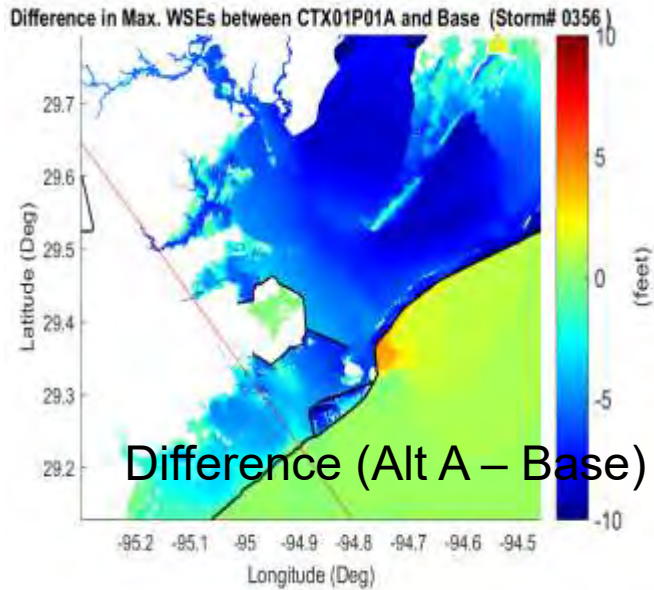 Difference in Max. WSEs between CTX01P01A and Base (Storm# 0356 )
10
5
0
-5
-10
(feet)
29.7
29.6
29.5
29.4
29.3
29.2
Latitude (Deg)
Difference (Alt A – Base)
-95.2 -95.1 -95 -94.9 -94.8 -94.7 -94.6 -94.5
Longitude (Deg)